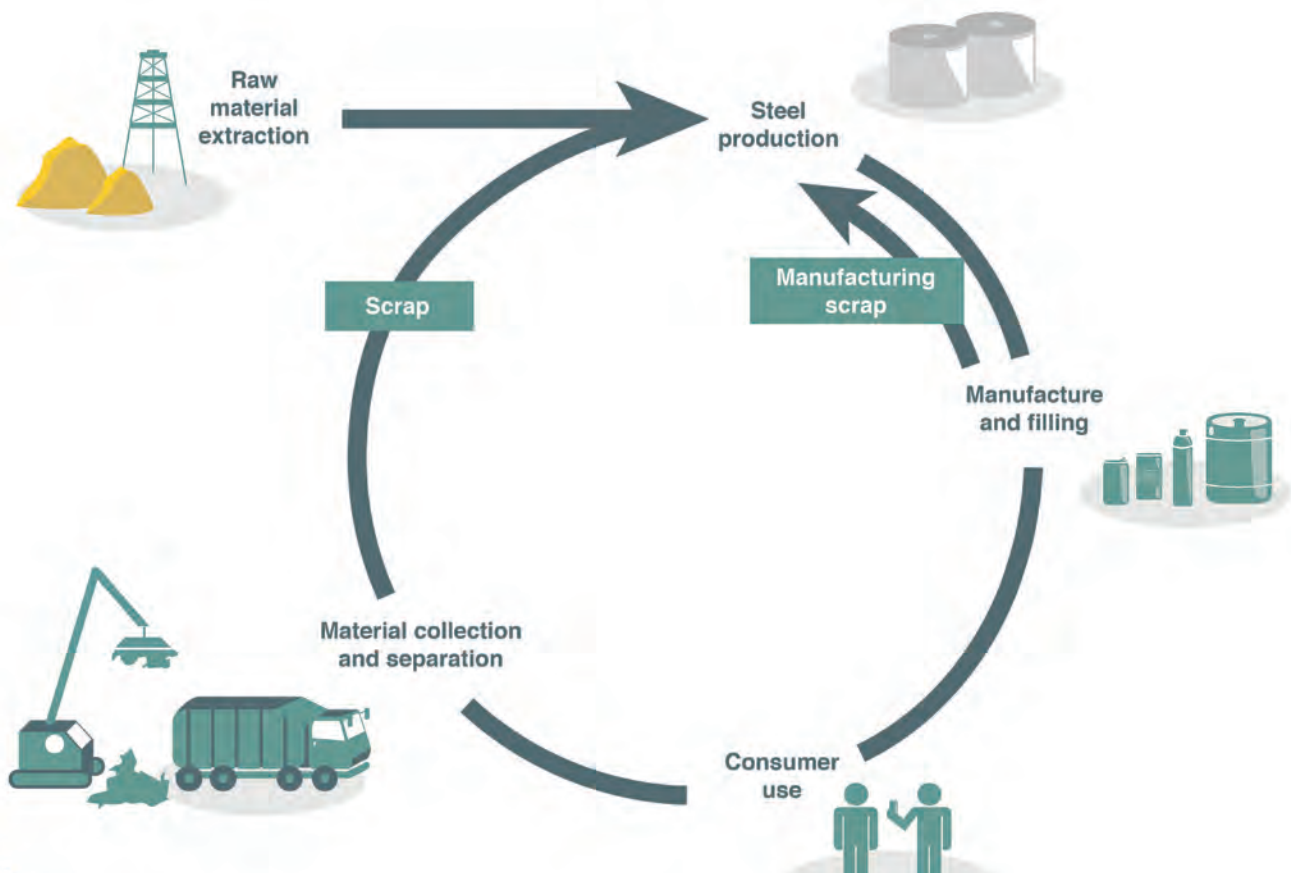 Raw
material
extraction
Steel
production
Scrap
Manufacturing
scrap
Manufacture
and filling
Material collection
and separation
Consumer
use